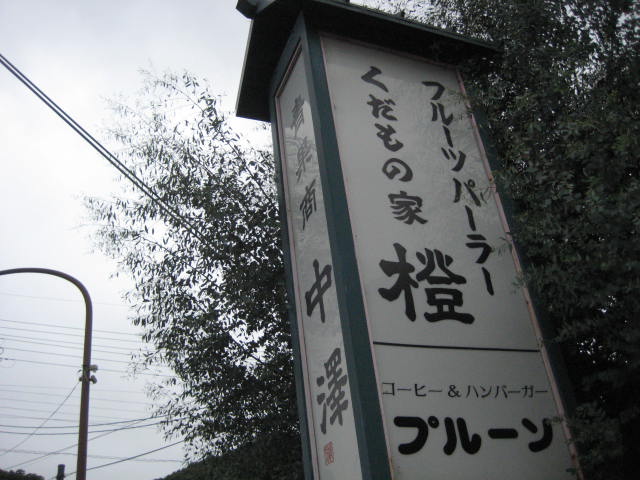 フルーツパーラー
くだもの家
橙
コーヒー&ハンバーガー
プルーン
青果商
中澤